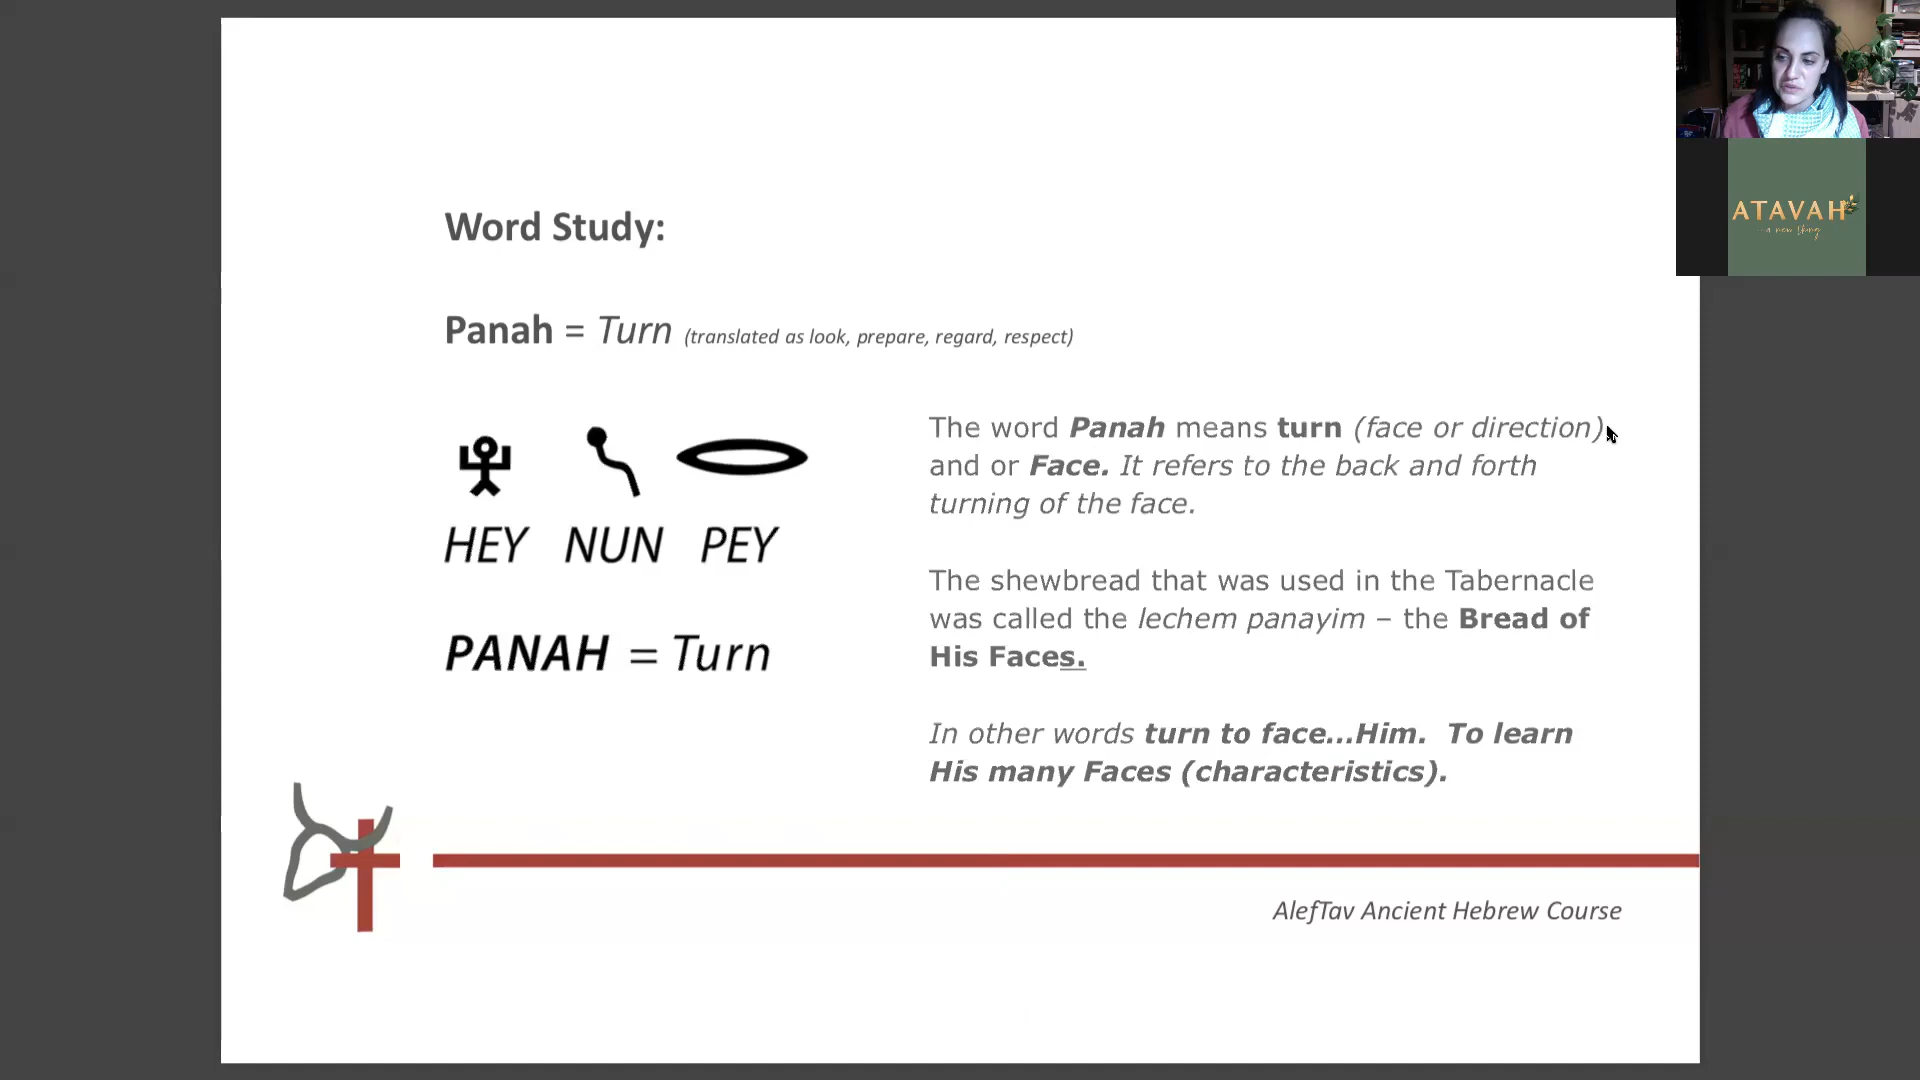 Word Study:
Panah = Turn (translated as look, prepare, regard, respect)
HEY NUN PEY
PANAH = Turn
The word Panah means turn (face or direction)
and or Face. It refers to the back and forth
turning of the face.
The shewbread that was used in the Tabernacle
was called the lechem panayim – the Bread of
His Faces.
In other words turn to face...Him. To learn
His many Faces (characteristics).
AlefTav Ancient Hebrew Course
ATAVAH
a new thing